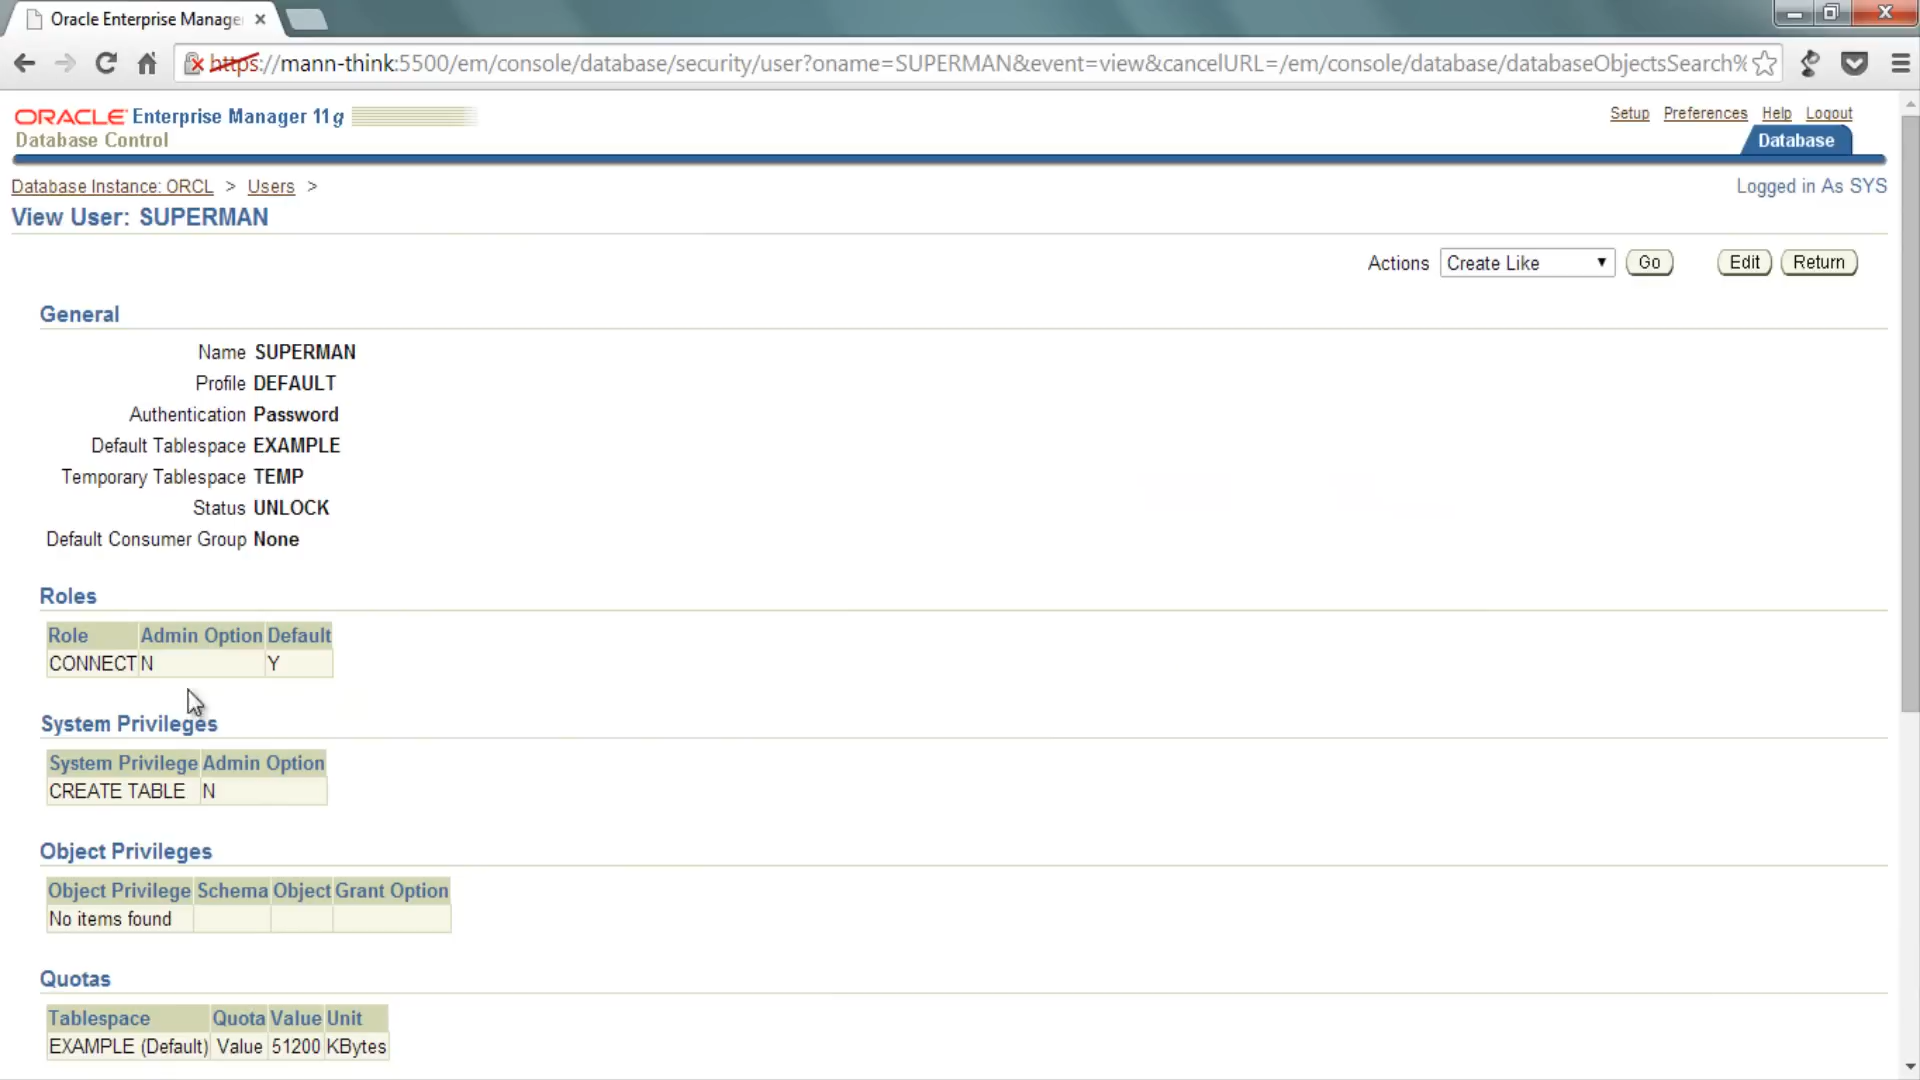 Oracle Enterprise Manage
https://mann-think:5500/em/console/database/security/user?oname=SUPERMAN&event=view&cancelURL=/em/console/database/databaseObjectsSearch%
ORACLE Enterprise Manager 11g
Database Control
Setup Preferences Help Logout
Database
Database Instance: ORCL > Users >
Logged in As SYS
View User: SUPERMAN
Actions Create Like Go Edit Return
General
Name SUPERMAN
Profile DEFAULT
Authentication Password
Default Tablespace EXAMPLE
Temporary Tablespace TEMP
Status UNLOCK
Default Consumer Group None
Roles
Role Admin Option Default
CONNECT N Y
System Privileges
System Privilege Admin Option
CREATE TABLE N
Object Privileges
Object Privilege Schema Object Grant Option
No items found
Quotas
Tablespace Quota Value Unit
EXAMPLE (Default) Value 51200 KBytes